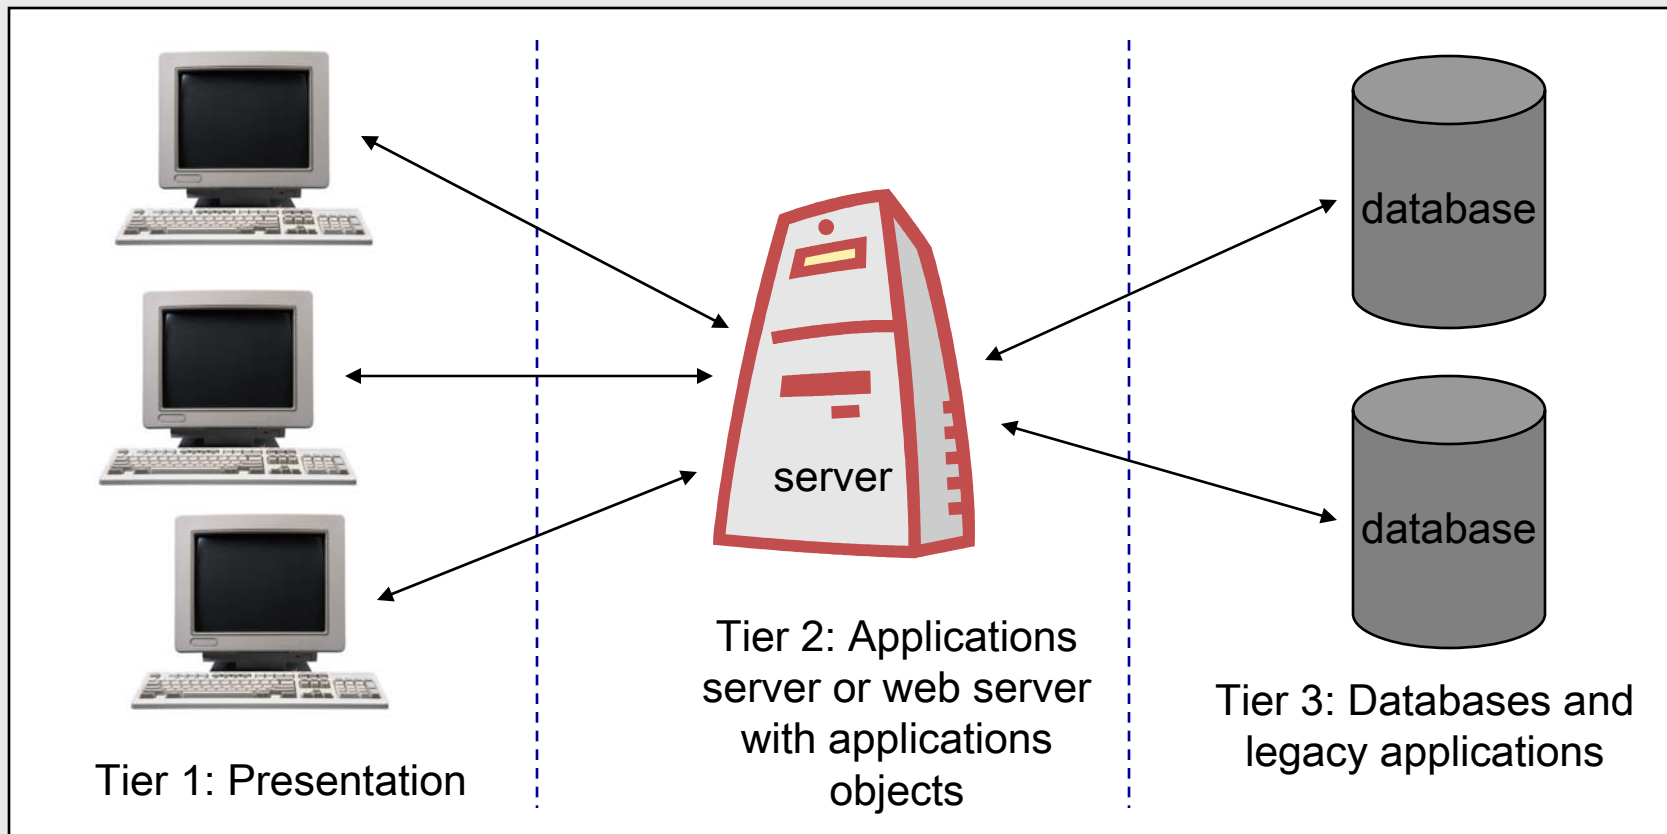 database
server
database
Tier 1: Presentation
Tier 2: Applications
server or web server
with applications
objects
Tier 3: Databases and
legacy applications